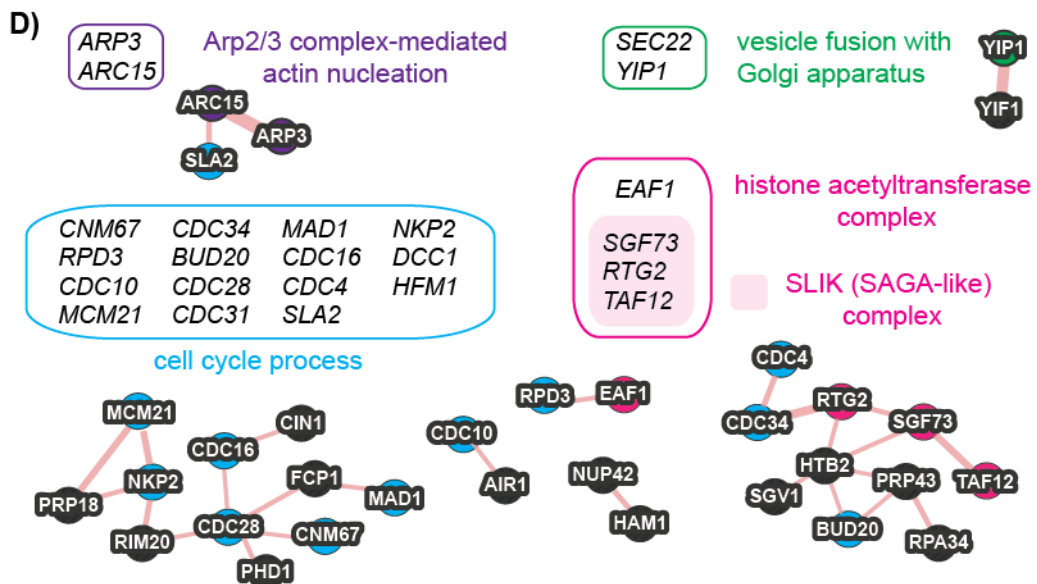 D)
ARP3
ARC15
Arp2/3 complex-mediated
actin nucleation
SEC22
YIP1
vesicle fusion with
Golgi apparatus
YIP1
YIF1
ARC15
ARP3
SLA2
CNM67 CDC34 MAD1 NKP2
RPD3 BUD20 CDC16 DCC1
CDC10 CDC28 CDC4 HFM1
MCM21 CDC31 SLA2
cell cycle process
EAF1
SGF73
RTG2
TAF12
histone acetyltransferase
complex
SLIK (SAGA-like)
complex
MCM21
CIN1
CDC16
NKP2
FCP1
PRP18
MAD1
RIM20
CDC28
CNM67
PHD1
RPD3
EAF1
CDC10
AIR1
NUP42
HAM1
CDC4
RTG2
CDC34
SGF73
HTB2
SGV1
PRP43
TAF12
BUD20
RPA34